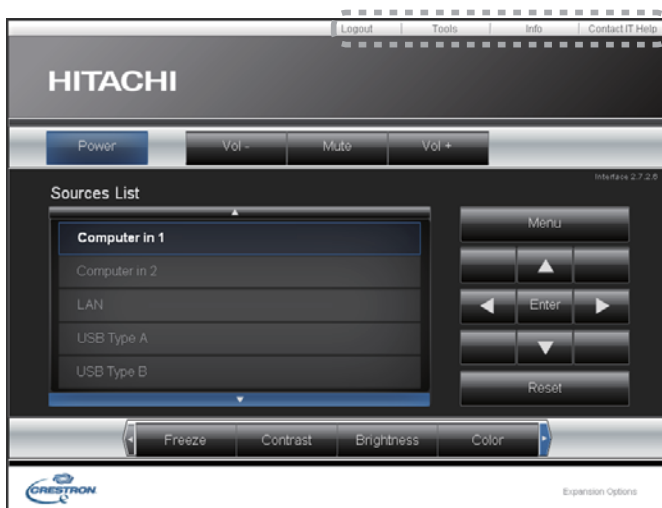 Logout Tools Info Contact IT Help
HITACHI
Power Vol - Mute Vol +
Interface 2.7.2.6
Sources List
Computer in 1
Computer in 2
LAN
USB Type A
USB Type B
Menu
Enter
Reset
Freeze Contrast Brightness Color
CRESTRON
Expansion Options